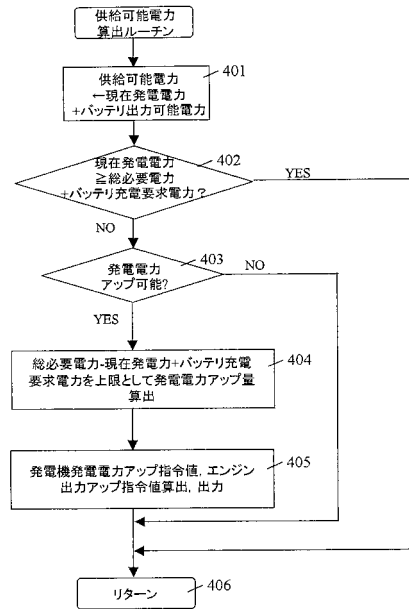 供給可能電力
算出ルーチン
401
供給可能電力
←現在発電電力
+バッテリ出力可能電力
402
現在発電電力
≧総必要電力
+バッテリ充電要求電力?
YES
NO
403
発電電力
アップ可能?
NO
YES
404
総必要電力-現在発電力+バッテリ充電
要求電力を上限として発電電力アップ量
算出
405
発電機発電電力アップ指令値, エンジン
出力アップ指令値算出, 出力
406
リターン